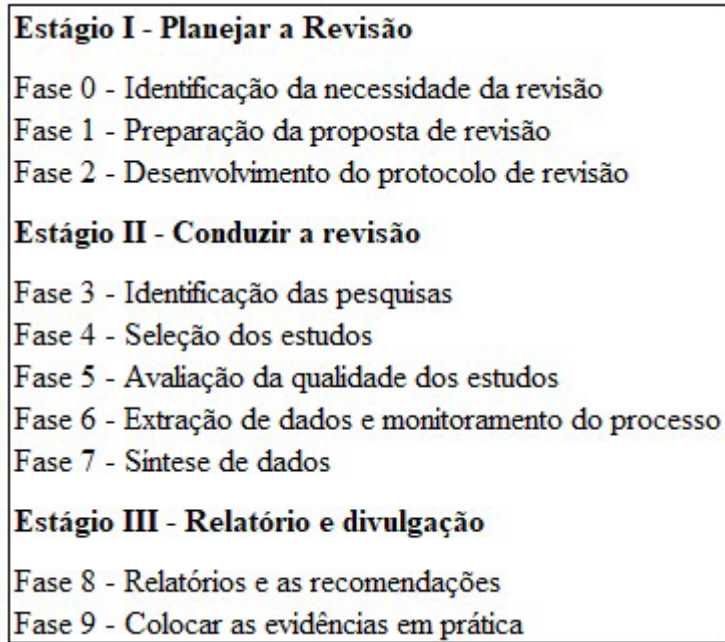 Estágio I - Planejar a Revisão
Fase 0 - Identificação da necessidade da revisão
Fase 1 - Preparação da proposta de revisão
Fase 2 - Desenvolvimento do protocolo de revisão
Estágio II - Conduzir a revisão
Fase 3 - Identificação das pesquisas
Fase 4 - Seleção dos estudos
Fase 5 - Avaliação da qualidade dos estudos
Fase 6 - Extração de dados e monitoramento do processo
Fase 7 - Síntese de dados
Estágio III - Relatório e divulgação
Fase 8 - Relatórios e as recomendações
Fase 9 - Colocar as evidências em prática